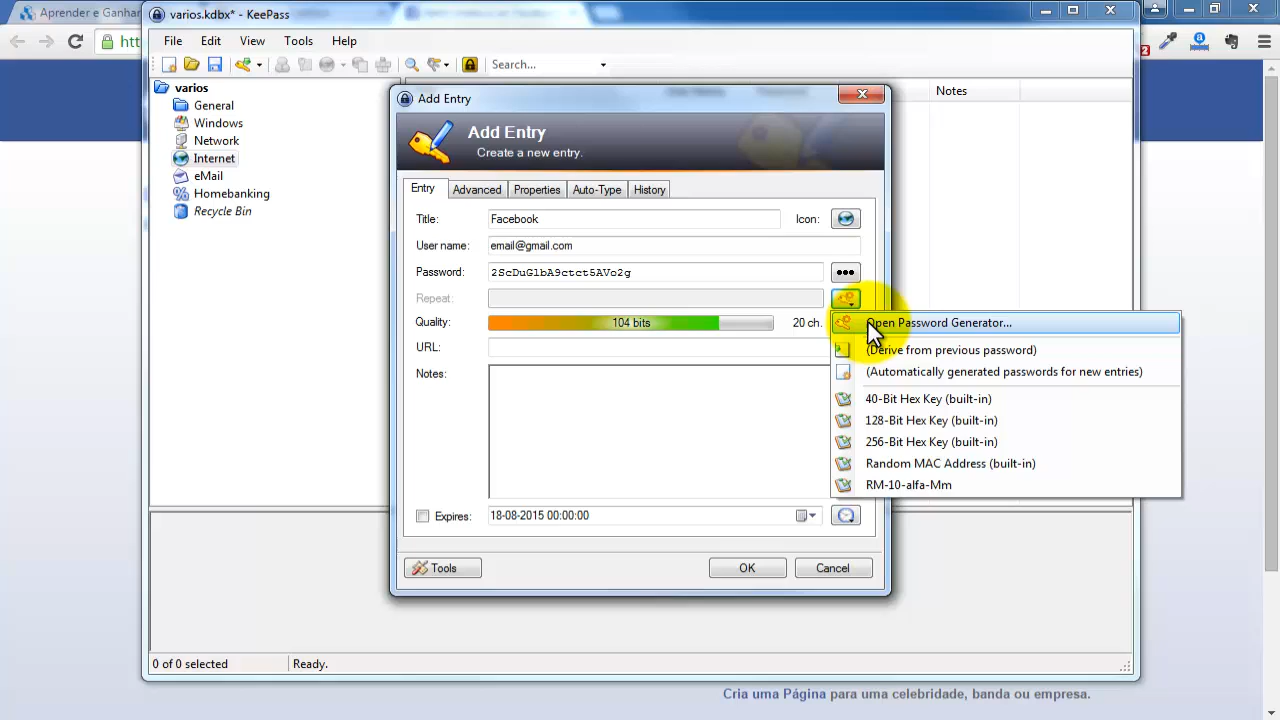 Aprender e Ganhar
varios.kdbx* - KeePass
htt
File Edit View Tools Help
Search...
2
varios
General
Windows
Network
Internet
eMail
Homebanking
Recycle Bin
Notes
Add Entry
Add Entry
Create a new entry.
Entry Advanced Properties Auto-Type History
Title: Facebook Icon:
User name: email@gmail.com
Password: 2ScDuGlbA9ctct5AVo2g
Repeat:
Quality: 104 bits 20 ch.
URL:
Notes:
Expires: 18-08-2015 00:00:00
Tools OK Cancel
Open Password Generator...
(Derive from previous password)
(Automatically generated passwords for new entries)
40-Bit Hex Key (built-in)
128-Bit Hex Key (built-in)
256-Bit Hex Key (built-in)
Random MAC Address (built-in)
RM-10-alfa-Mm
0 of 0 selected Ready.
Cria uma Página para uma celebridade, banda ou empresa.